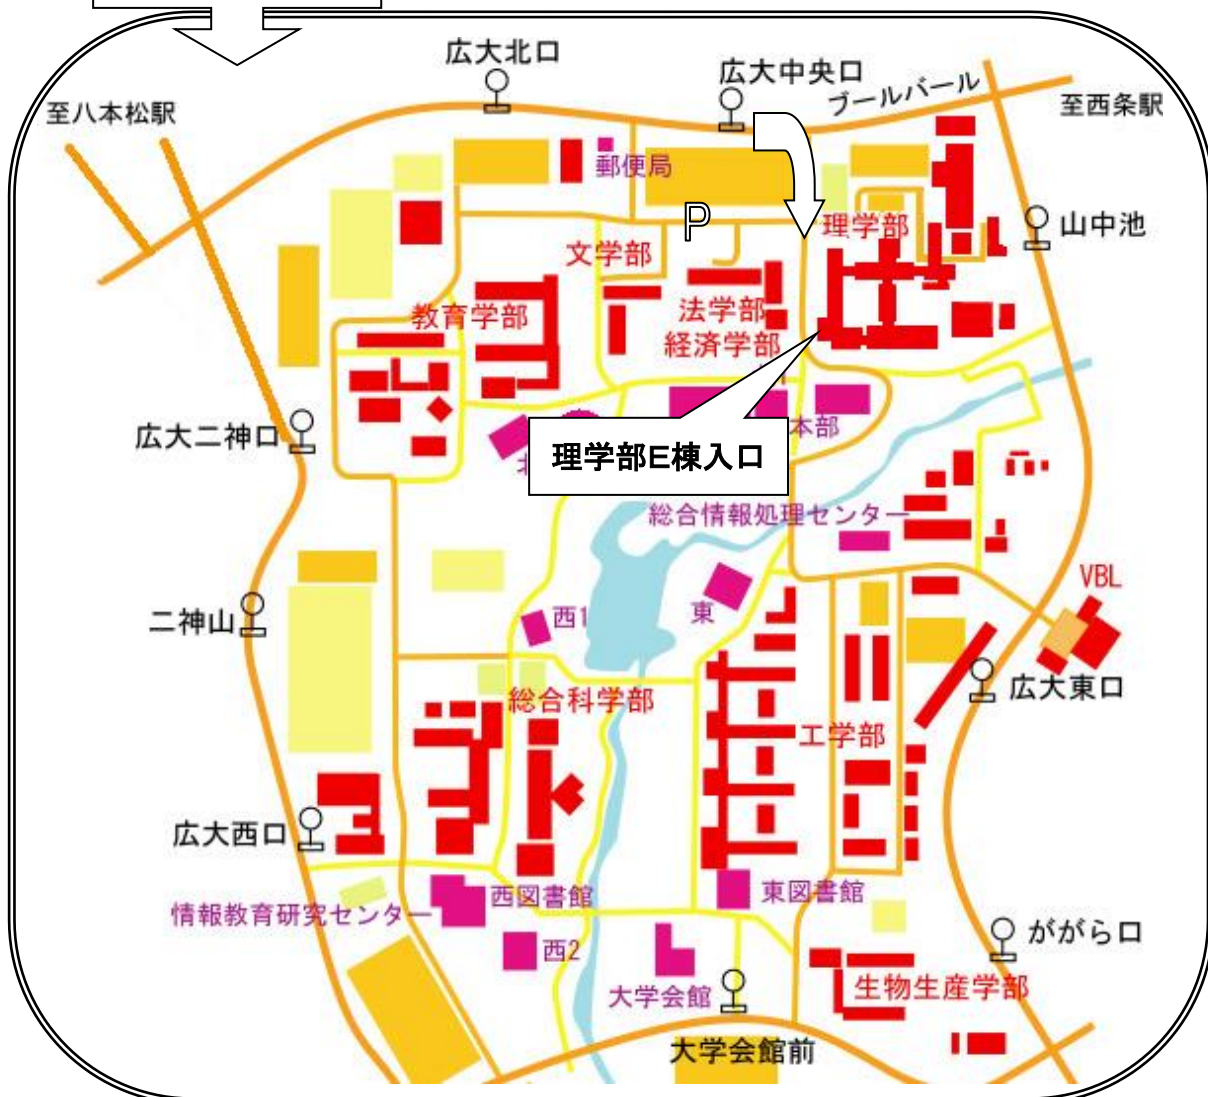 広大北口
広大中央口
ブールバール
至八本松駅
至西条駅
郵便局
P
理学部
山中池
文学部
教育学部
法学部
経済学部
広大二神口
本部
理学部E棟入口
総合情報処理センター
VBL
二神山
西1
東
広大東口
総合科学部
工学部
広大西口
西図書館
東図書館
情報教育研究センター
西2
ががら口
大学会館
生物生産学部
大学会館前